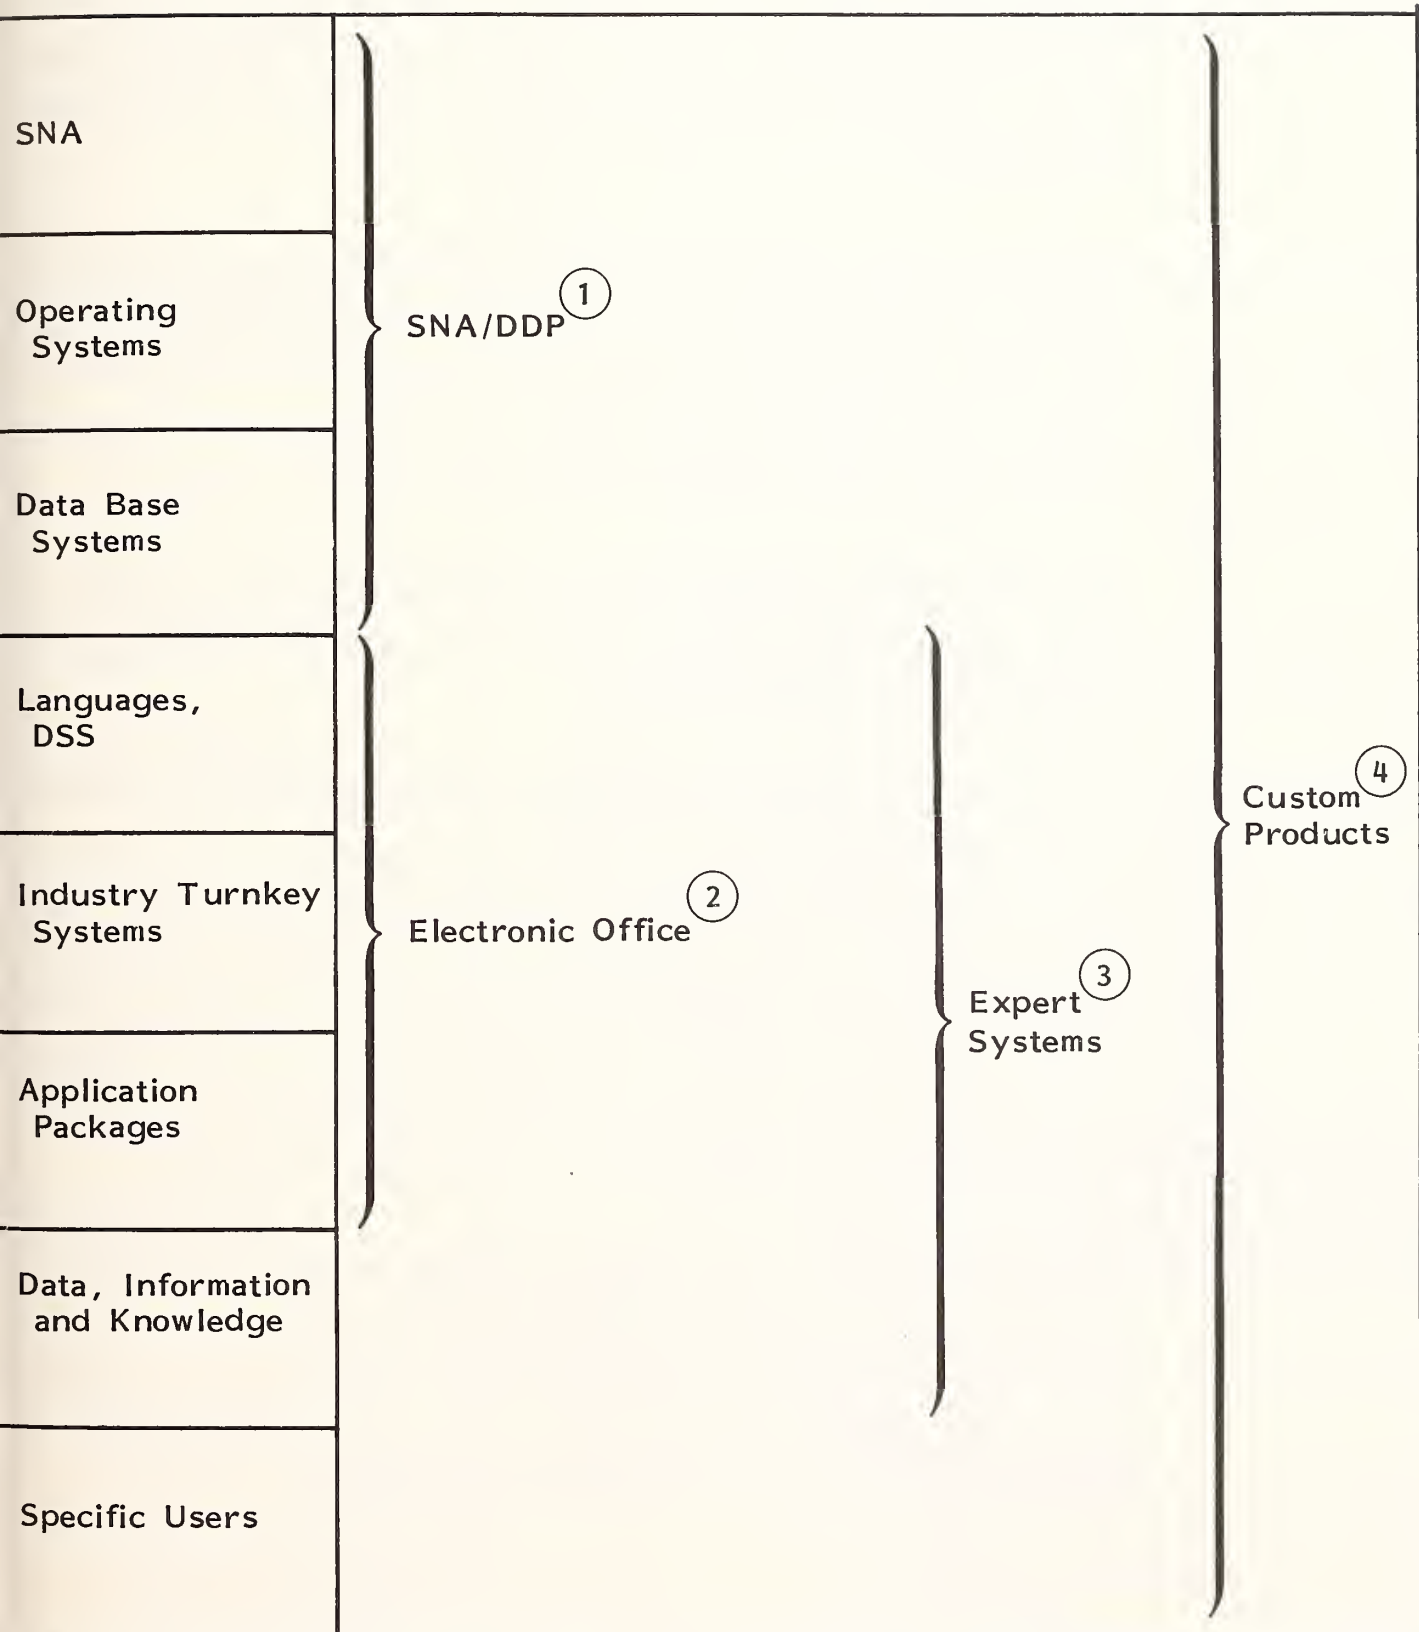 SNA
Operating
Systems
1
SNA/DDP
Data Base
Systems
Languages,
DSS
4
Custom
Products
Industry Turnkey
Systems
2
Electronic Office
3
Expert
Systems
Application
Packages
Data, Information
and Knowledge
Specific Users